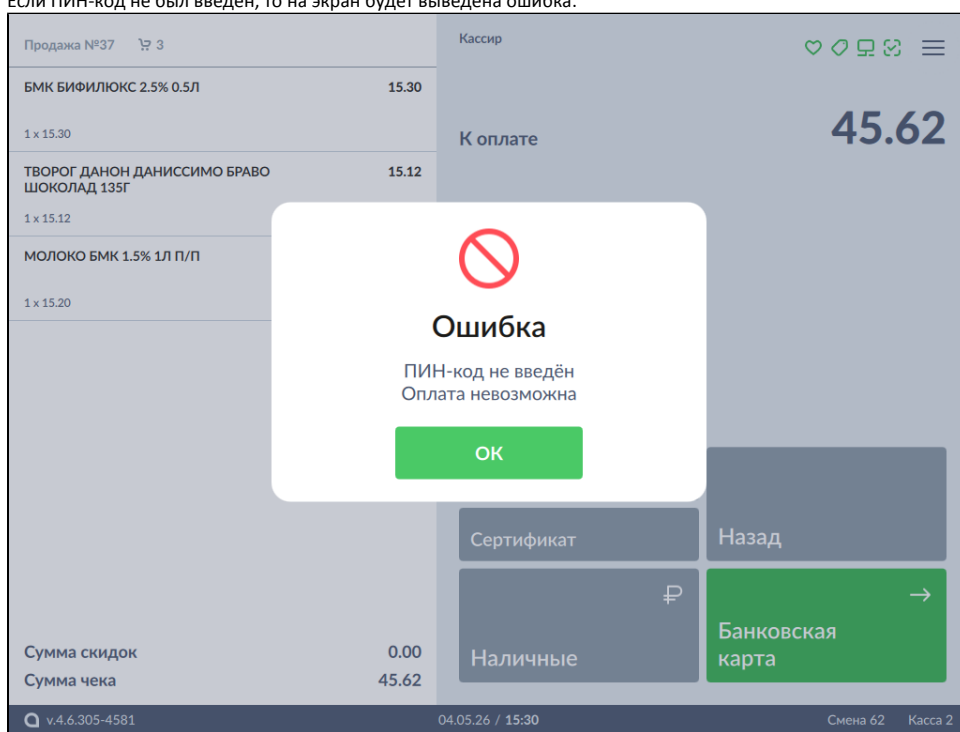 Если ПИН-код не был введен, то на экран будет выведена ошибка:
Продажа №37 3
БМК БИФИЛЮКС 2.5% 0.5Л 15.30
1 x 15.30
ТВОРОГ ДАНОН ДАНИССИМО БРАВО 15.12
ШОКОЛАД 135Г
1 x 15.12
МОЛОКО БМК 1.5% 1Л П/П
1 x 15.20
Сумма скидок 0.00
Сумма чека 45.62
Кассир
К оплате 45.62
Ошибка
ПИН-код не введён
Оплата невозможна
ОК
Сертификат
Назад
Наличные ₽
Банковская
карта
v.4.6.305-4581
04.05.26 / 15:30
Смена 62 Касса 2